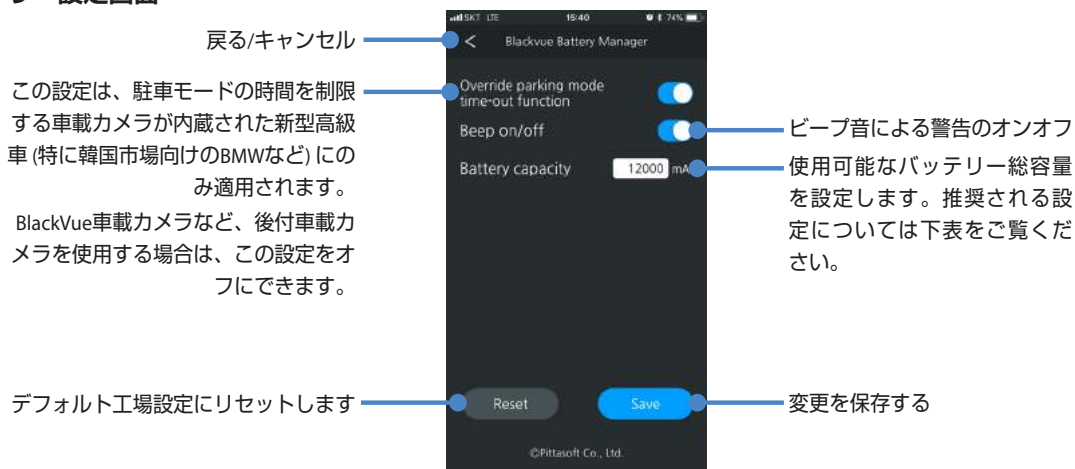 設定画面
戻る/キャンセル
この設定は、駐車モードの時間を制限
する車載カメラが内蔵された新型高級
車 (特に韓国市場向けのBMWなど) にの
み適用されます。
BlackVue車載カメラなど、後付車載カ
メラを使用する場合は、この設定をオ
フにできます。
デフォルト工場設定にリセットします
SKT LTE 15:40 74%
< Blackvue Battery Manager
Override parking mode
time-out function
Beep on/off
Battery capacity 12000 mA
Reset Save
©Pittasoft Co., Ltd.
ビープ音による警告のオンオフ
使用可能なバッテリー総容量
を設定します。推奨される設
定については下表をご覧くだ
さい。
変更を保存する